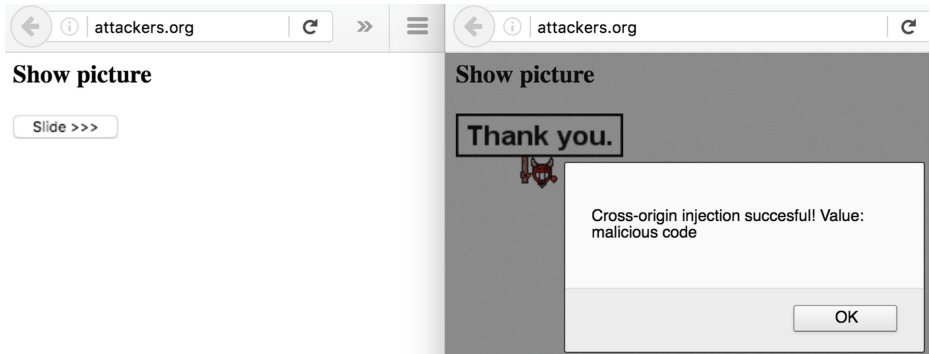 attackers.org
Show picture
Slide >>>
attackers.org
Show picture
Thank you.
Cross-origin injection succesful! Value:
malicious code
OK